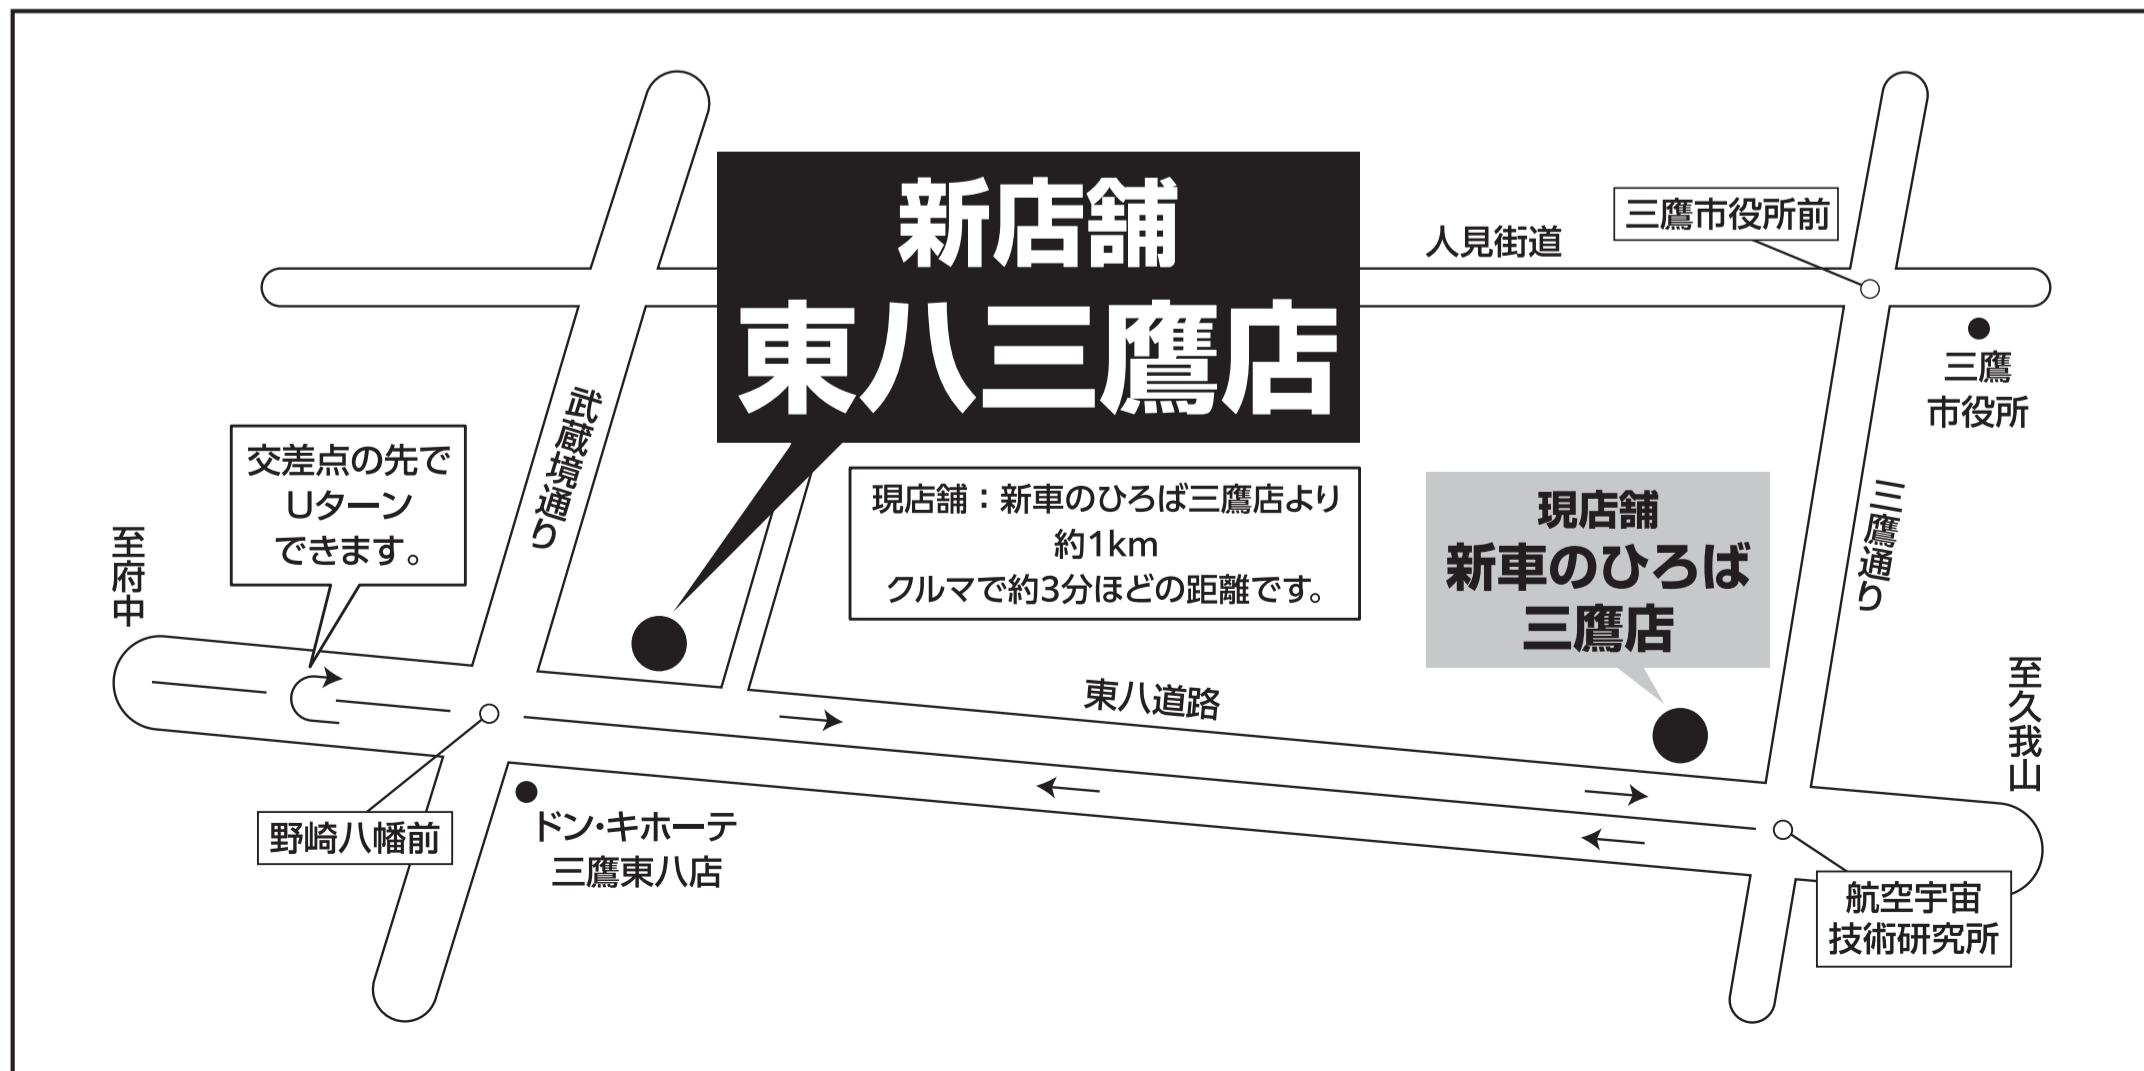 新店舗
東八三鷹店
人見街道
三鷹市役所前
三鷹
市役所
武蔵境通り
交差点の先で
Uターン
できます。
至府中
現店舗：新車のひろば三鷹店より
約1km
クルマで約3分ほどの距離です。
現店舗
新車のひろば
三鷹店
三鷹通り
至久我山
東八道路
野崎八幡前
ドン・キホーテ
三鷹東八店
航空宇宙
技術研究所